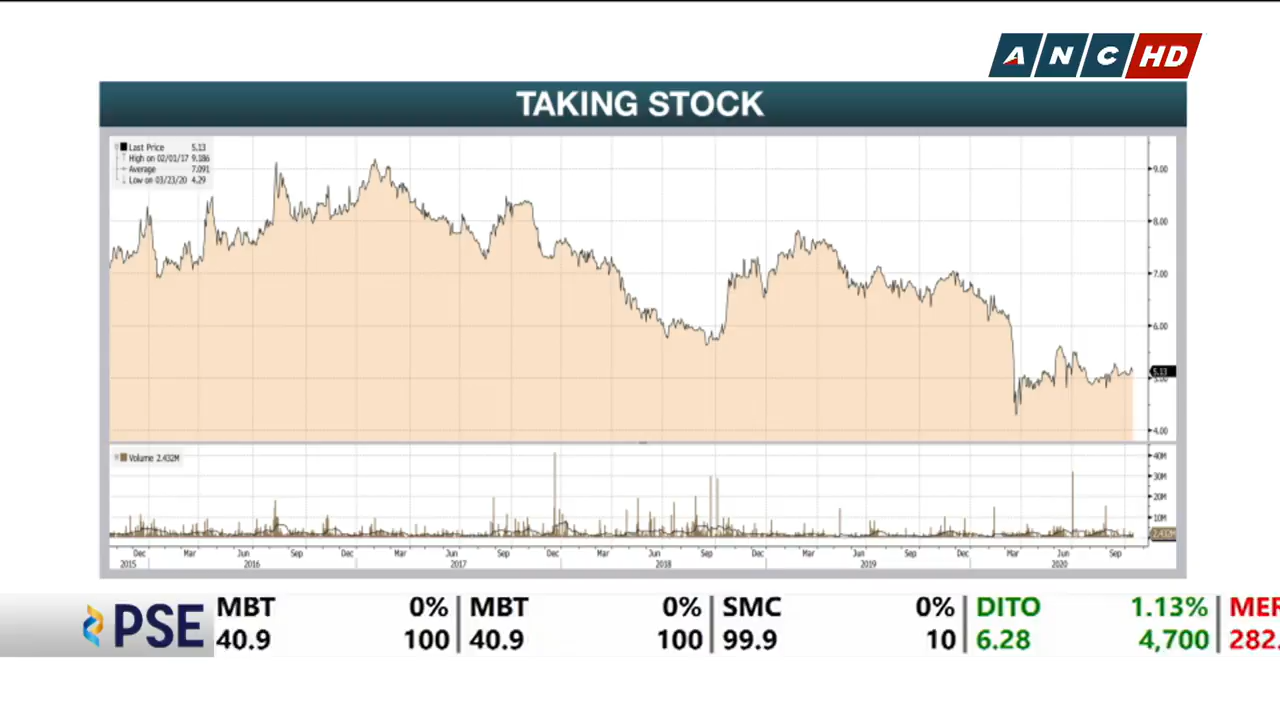 ANC HD
TAKING STOCK
Last Price 5.13
High on 02/01/17 9.186
Average 7.091
Low on 03/23/20 4.29
9.00
8.00
7.00
6.00
5.13
5.00
4.00
Volume 2.432M
40M
30M
20M
10M
2.432M
Dec Mar Jun Sep Dec Mar Jun Sep Dec Mar Jun Sep Dec Mar Jun Sep Dec Mar Jun Sep
2015 2016 2017 2018 2019 2020
PSE
MBT 0% MBT 0% SMC 0% DITO 1.13% MER
40.9 100 40.9 100 99.9 10 6.28 4,700 282.